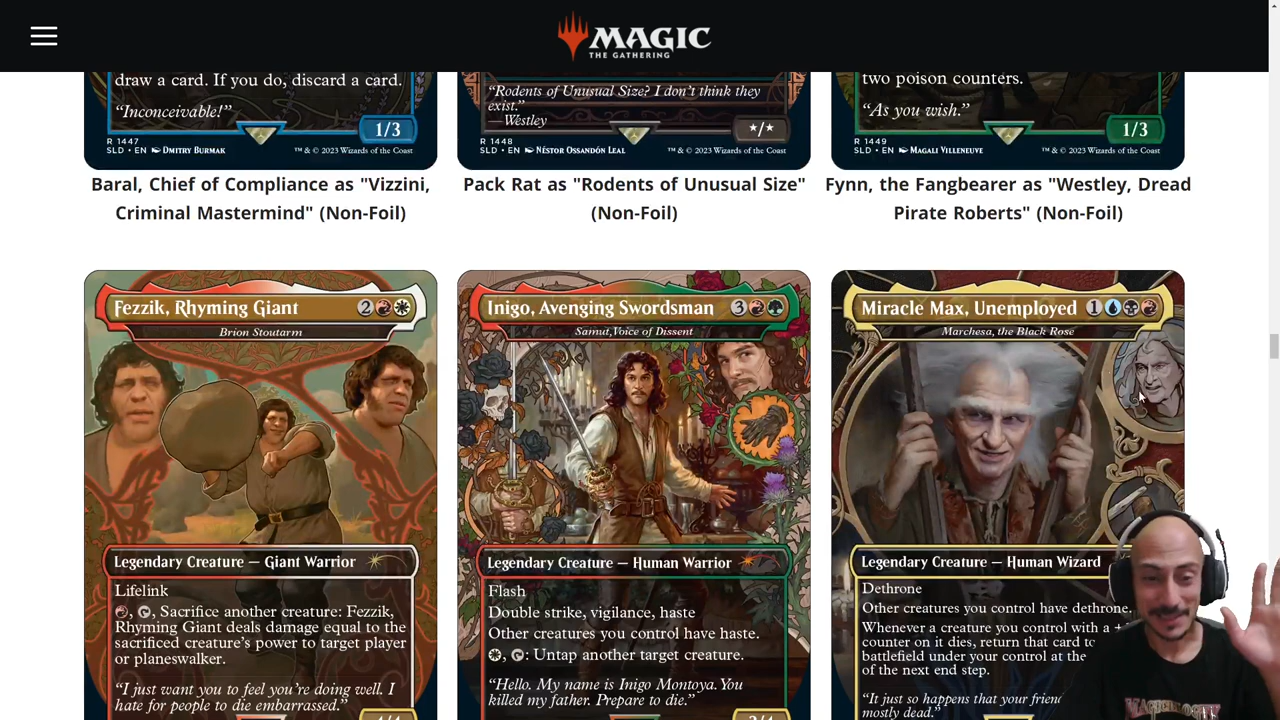 MAGIC
THE GATHERING
draw a card. If you do, discard a card.
“Inconceivable!”
1/3
R 1447
SLD • EN DMITRY BURMAK
™ & © 2023 Wizards of the Coast
“Rodents of Unusual Size? I don’t think they
exist.”
—Westley
★/★
R 1448
SLD • EN NÉSTOR OSSANDÓN LEAL
™ & © 2023 Wizards of the Coast
two poison counters.
“As you wish.”
1/3
R 1449
SLD • EN MAGALI VILLENEUVE
™ & © 2023 Wizards of the Coast
Baral, Chief of Compliance as "Vizzini,
Criminal Mastermind" (Non-Foil)
Pack Rat as "Rodents of Unusual Size"
(Non-Foil)
Fynn, the Fangbearer as "Westley, Dread
Pirate Roberts" (Non-Foil)
Fezzik, Rhyming Giant 2
Brion Stoutarm
Legendary Creature — Giant Warrior
Lifelink
, Sacrifice another creature: Fezzik,
Rhyming Giant deals damage equal to the
sacrificed creature’s power to target player
or planeswalker.
“I just want you to feel you’re doing well. I
hate for people to die embarrassed.”
Inigo, Avenging Swordsman 3
Samut, Voice of Dissent
Legendary Creature — Human Warrior
Flash
Double strike, vigilance, haste
Other creatures you control have haste.
: Untap another target creature.
“Hello. My name is Inigo Montoya. You
killed my father. Prepare to die.”
Miracle Max, Unemployed 1
Marchesa, the Black Rose
Legendary Creature — Human Wizard
Dethrone
Other creatures you control have dethrone.
Whenever a creature you control with a
counter on it dies, return that card to
battlefield under your control at the
of the next end step.
“It just so happens that your
mostly dead.”